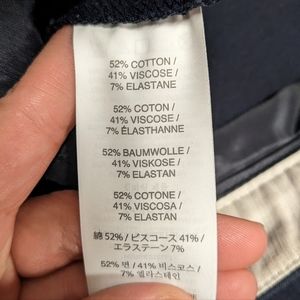 52% COTTON /
41% VISCOSE /
7% ELASTANE
52% COTON /
41% VISCOSE /
7% ÉLASTHANNE
52% BAUMWOLLE /
41% VISKOSE /
7% ELASTAN
52% COTONE /
41% VISCOSA /
7% ELASTAN
綿 52% / ビスコース 41% /
エラステーン 7%
52% 면 / 41% 비스코스 /
7% 엘라스테인